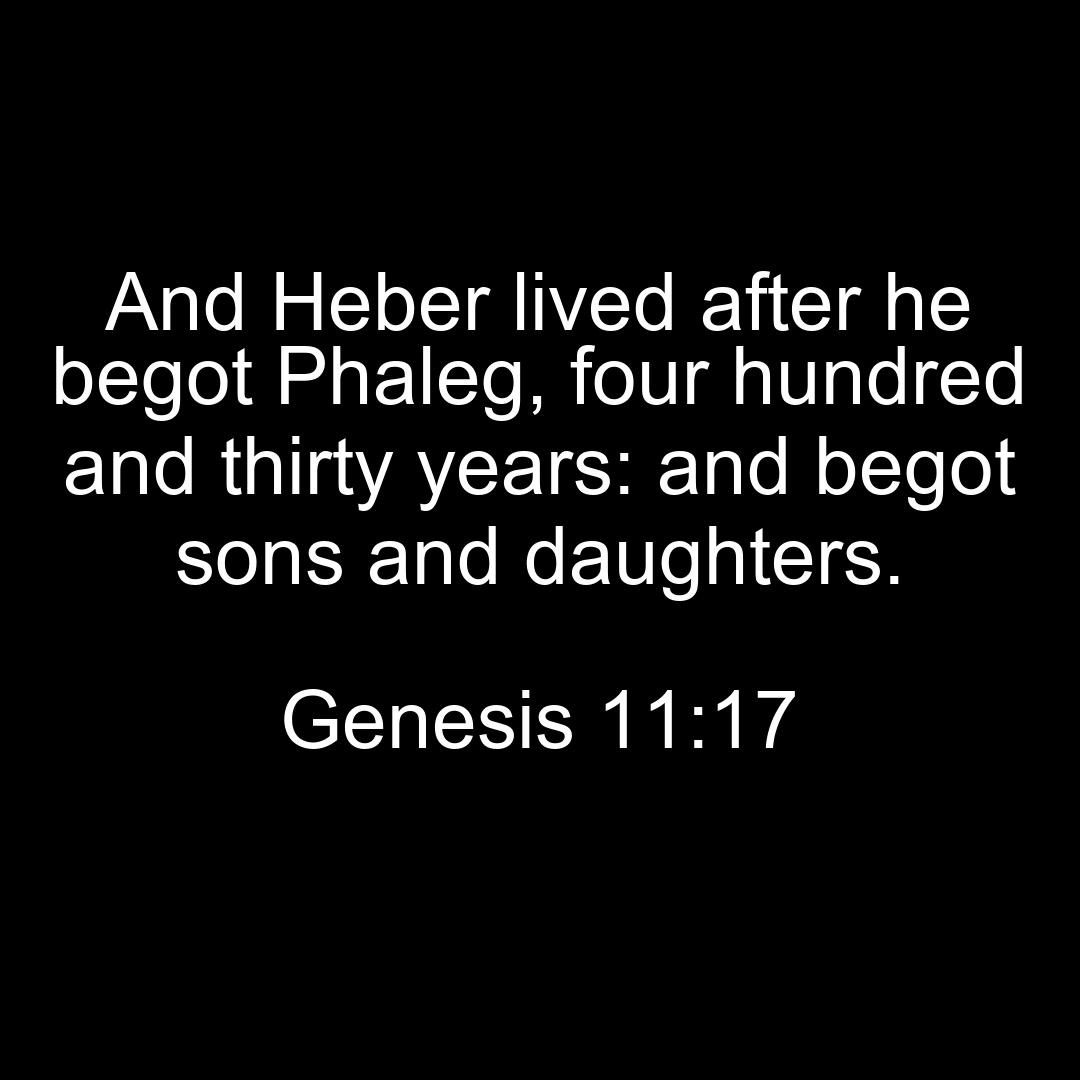 And Heber lived after he
begot Phaleg, four hundred
and thirty years: and begot
sons and daughters.
Genesis 11:17